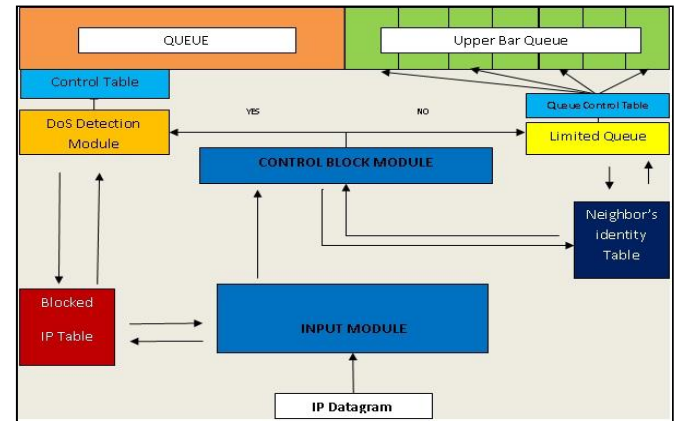 QUEUE
Upper Bar Queue
Control Table
Queue Control Table
YES
NO
DoS Detection
Module
Limited Queue
CONTROL BLOCK MODULE
Neighbor's
identity
Table
Blocked
IP Table
INPUT MODULE
IP Datagram